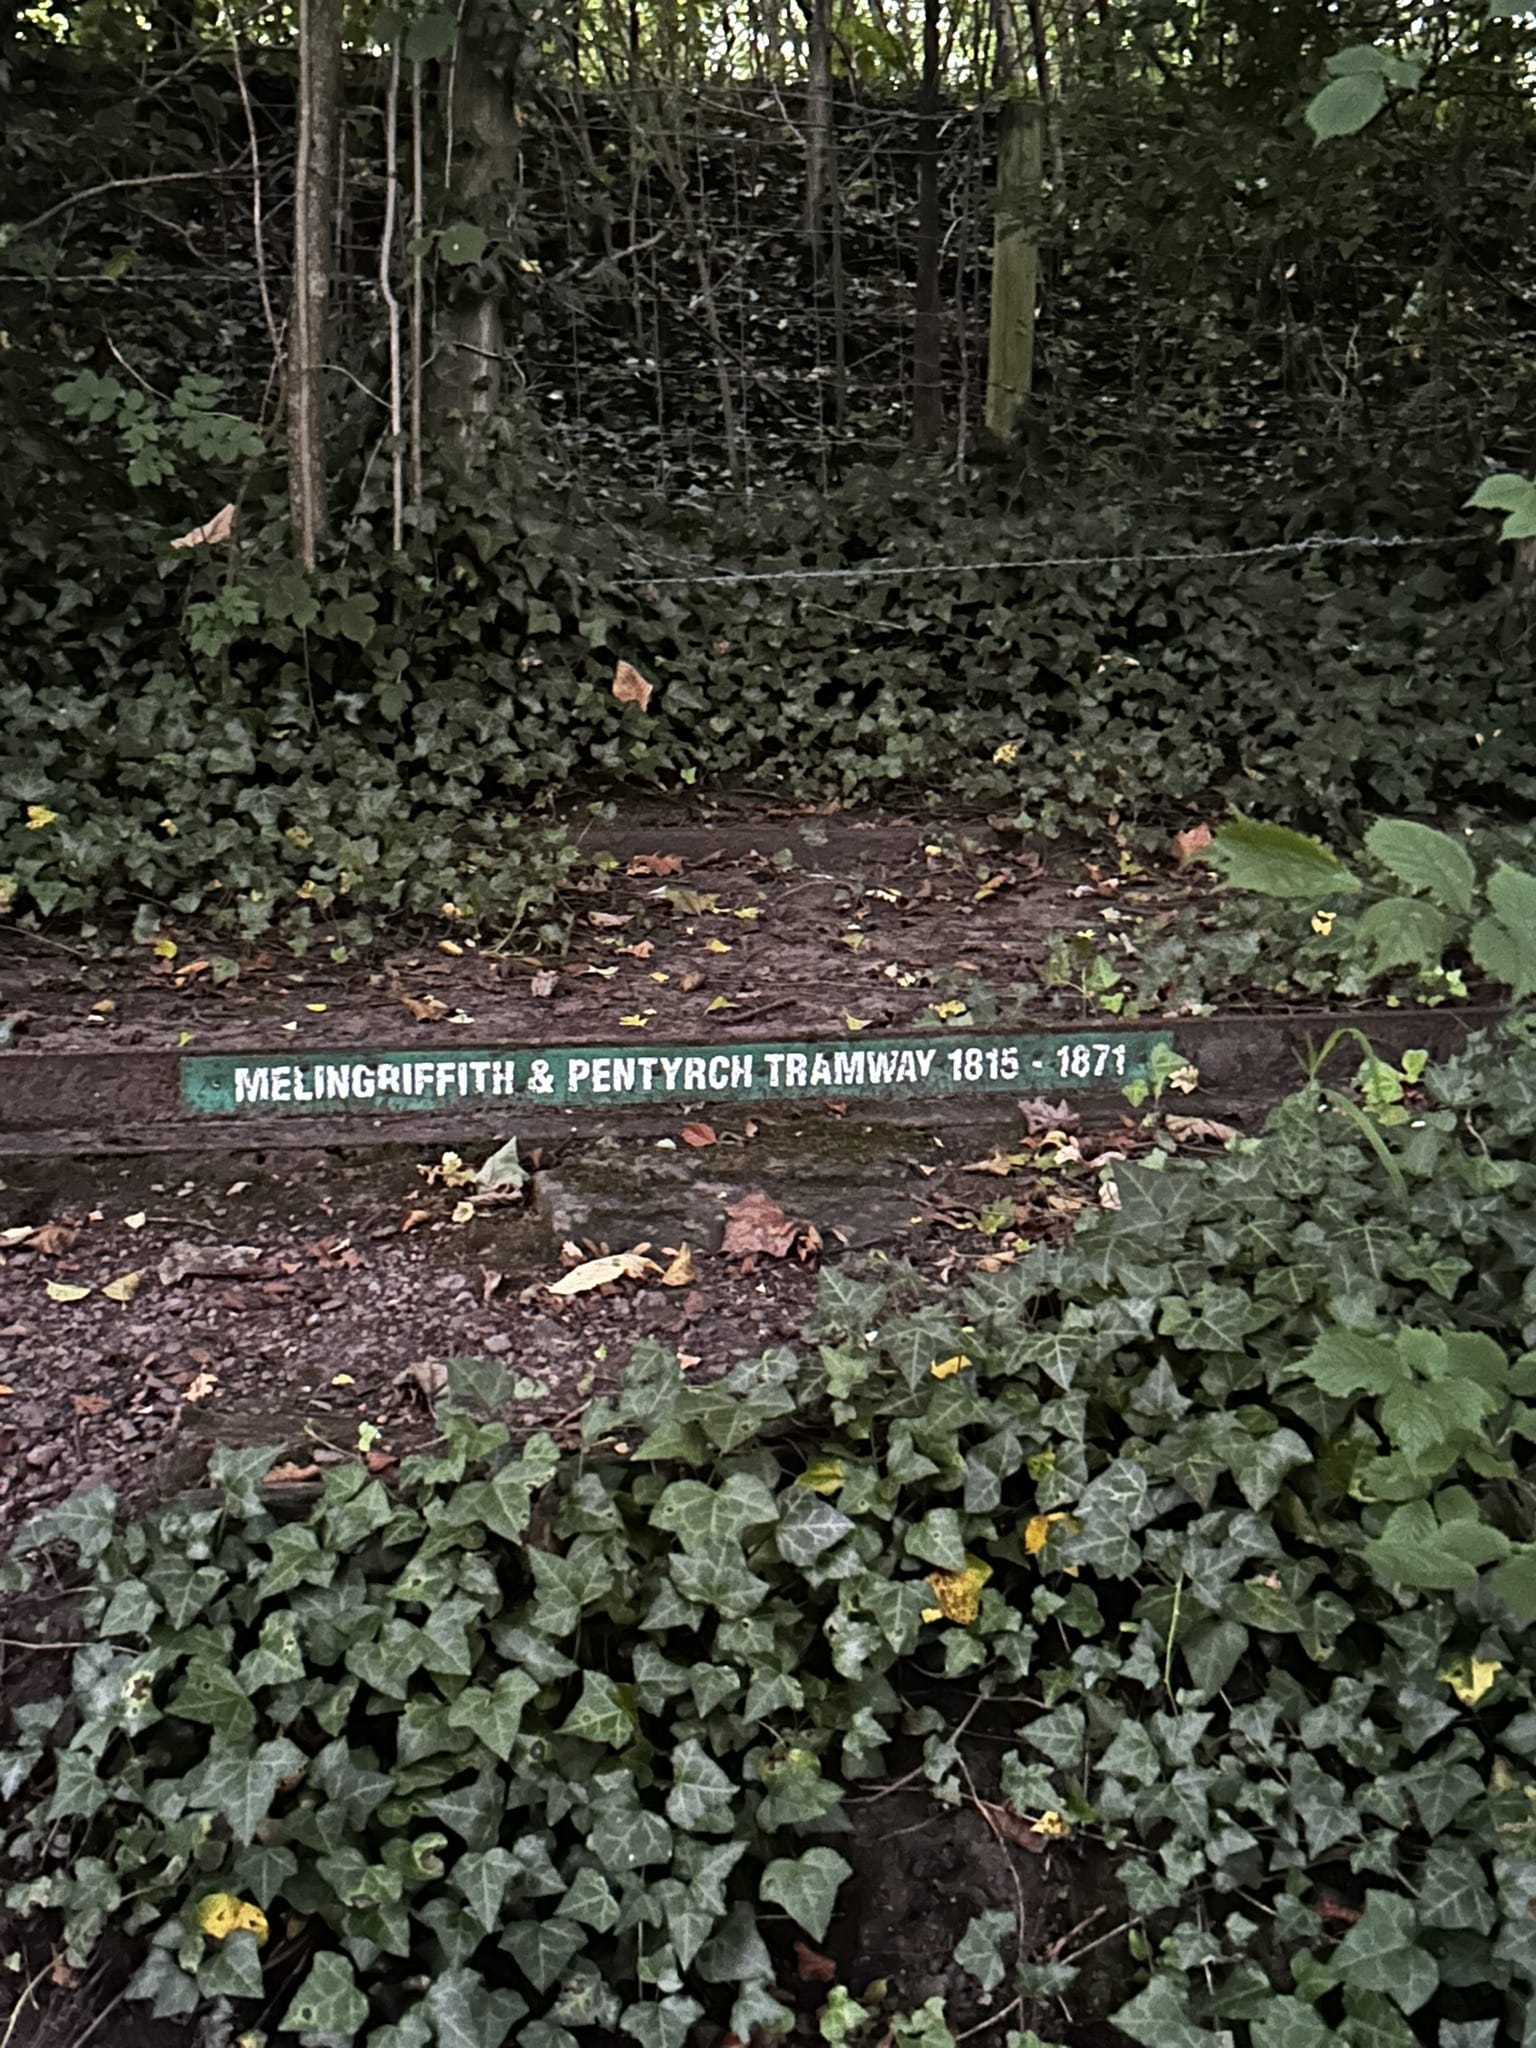 MELINGRIFFITH & PENTYRCH TRAMWAY 1815 - 1871